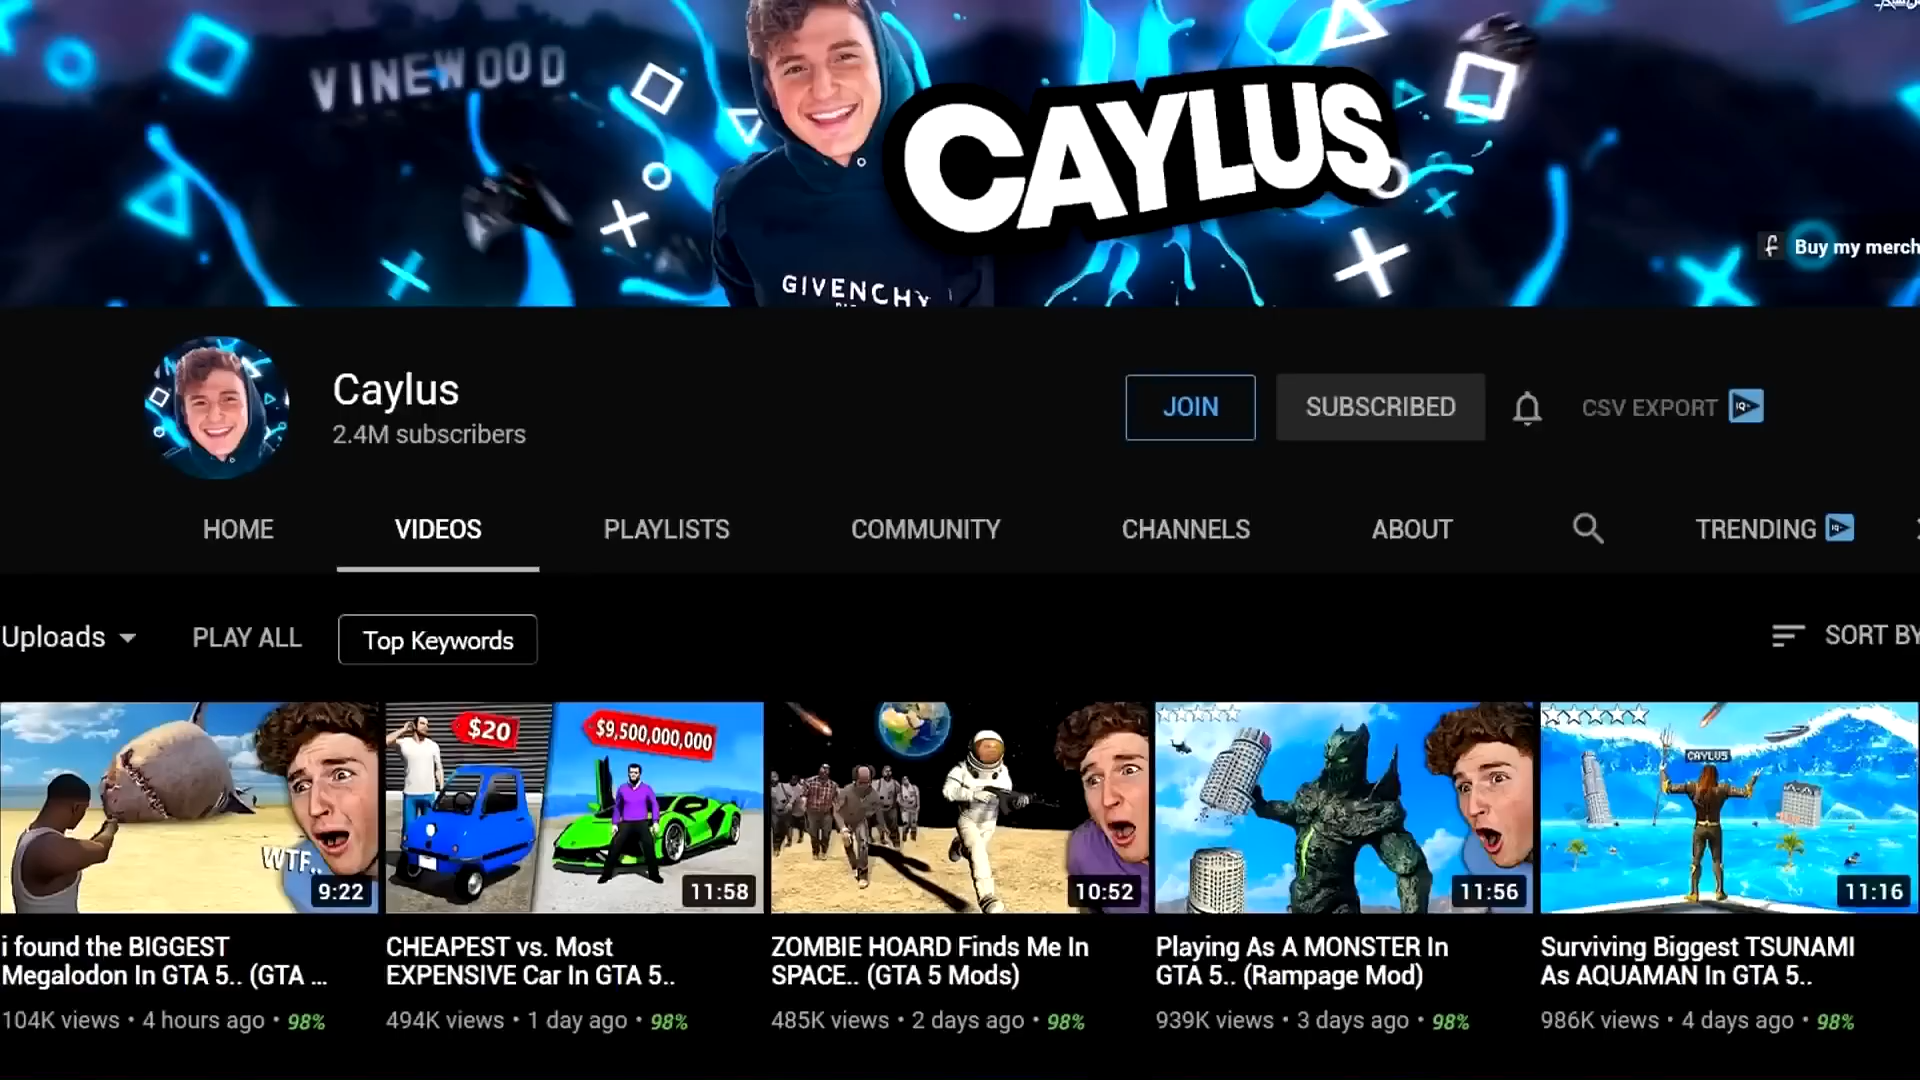 VINEWOOD
CAYLUS
GIVENCHY
Buy my merch
Caylus
2.4M subscribers
JOIN
SUBSCRIBED
CSV EXPORT
IQ
HOME
VIDEOS
PLAYLISTS
COMMUNITY
CHANNELS
ABOUT
TRENDING
IQ
Uploads
PLAY ALL
Top Keywords
SORT BY
WTF..
9:22
$20
$9,500,000,000
11:58
10:52
11:56
CAYLUS
11:16
i found the BIGGEST
Megalodon In GTA 5.. (GTA ...
104K views • 4 hours ago • 98%
CHEAPEST vs. Most
EXPENSIVE Car In GTA 5..
494K views • 1 day ago • 98%
ZOMBIE HOARD Finds Me In
SPACE.. (GTA 5 Mods)
485K views • 2 days ago • 98%
Playing As A MONSTER In
GTA 5.. (Rampage Mod)
939K views • 3 days ago • 98%
Surviving Biggest TSUNAMI
As AQUAMAN In GTA 5..
986K views • 4 days ago • 98%